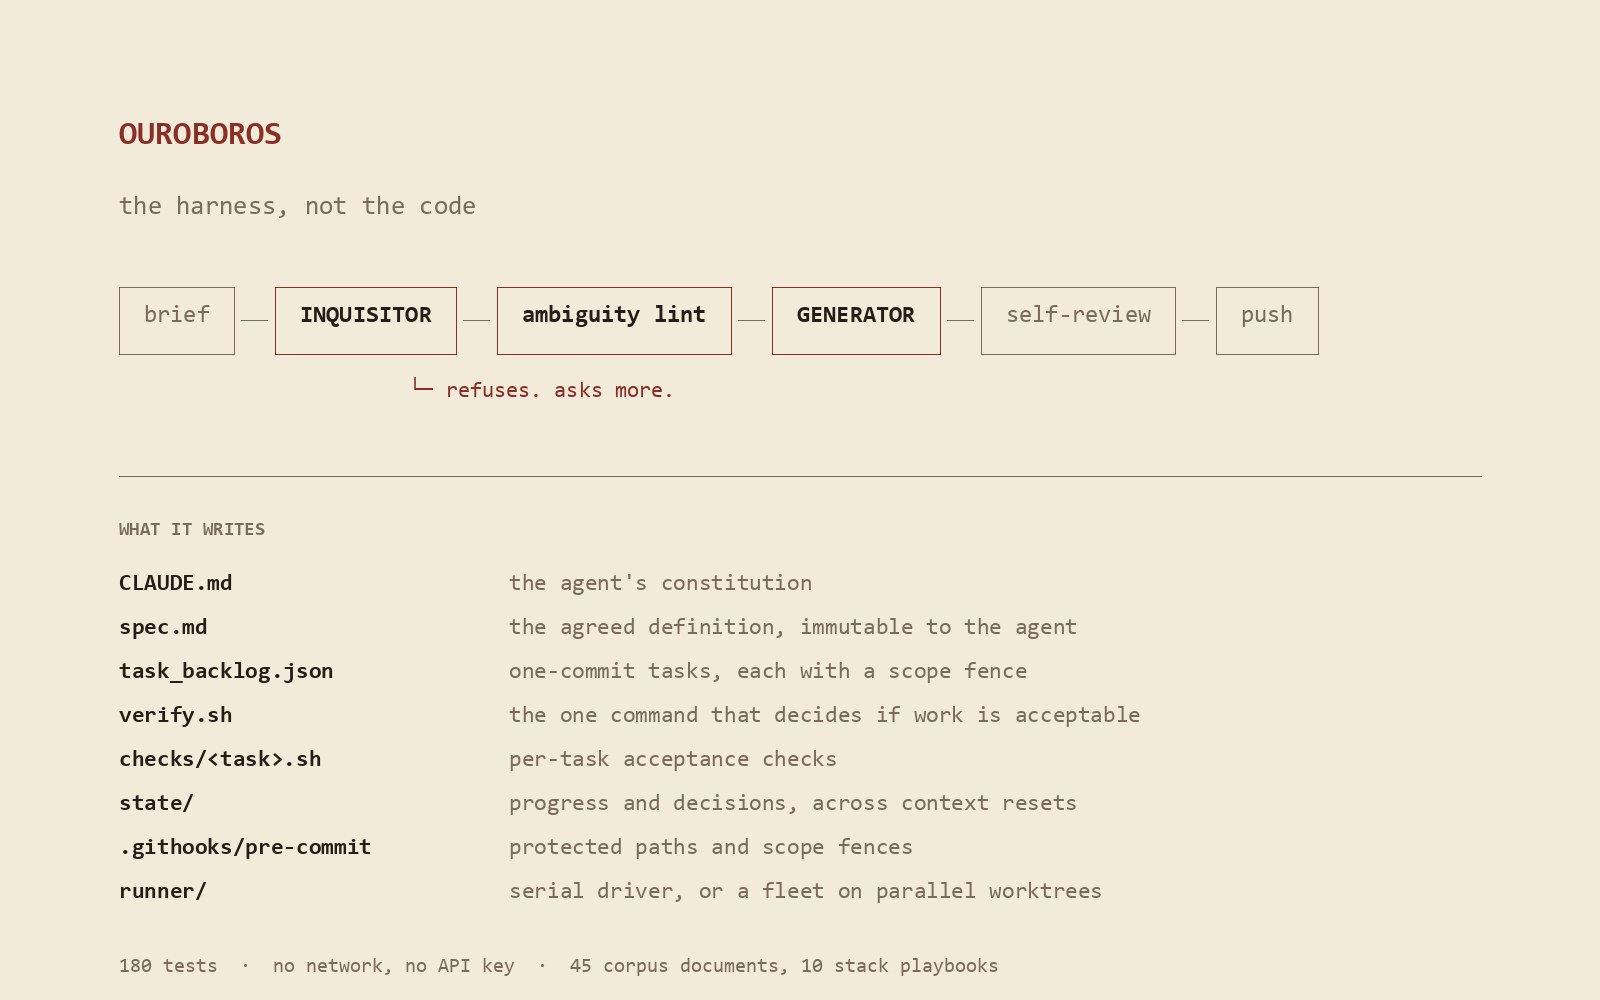 OUROBOROS
the harness, not the code
brief INQUISITOR ambiguity lint GENERATOR self-review push
└─ refuses. asks more.
WHAT IT WRITES
CLAUDE.md the agent's constitution
spec.md the agreed definition, immutable to the agent
task_backlog.json one-commit tasks, each with a scope fence
verify.sh the one command that decides if work is acceptable
checks/<task>.sh per-task acceptance checks
state/ progress and decisions, across context resets
.githooks/pre-commit protected paths and scope fences
runner/ serial driver, or a fleet on parallel worktrees
180 tests · no network, no API key · 45 corpus documents, 10 stack playbooks